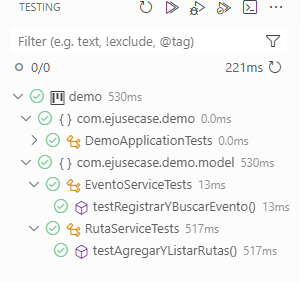 TESTING
Filter (e.g. text, !exclude, @tag)
0/0 221ms
demo 530ms
{ } com.ejusecase.demo 0.0ms
DemoApplicationTests 0.0ms
{ } com.ejusecase.demo.model 530ms
EventoServiceTests 13ms
testRegistrarYBuscarEvento() 13ms
RutaServiceTests 517ms
testAgregarYListarRutas() 517ms